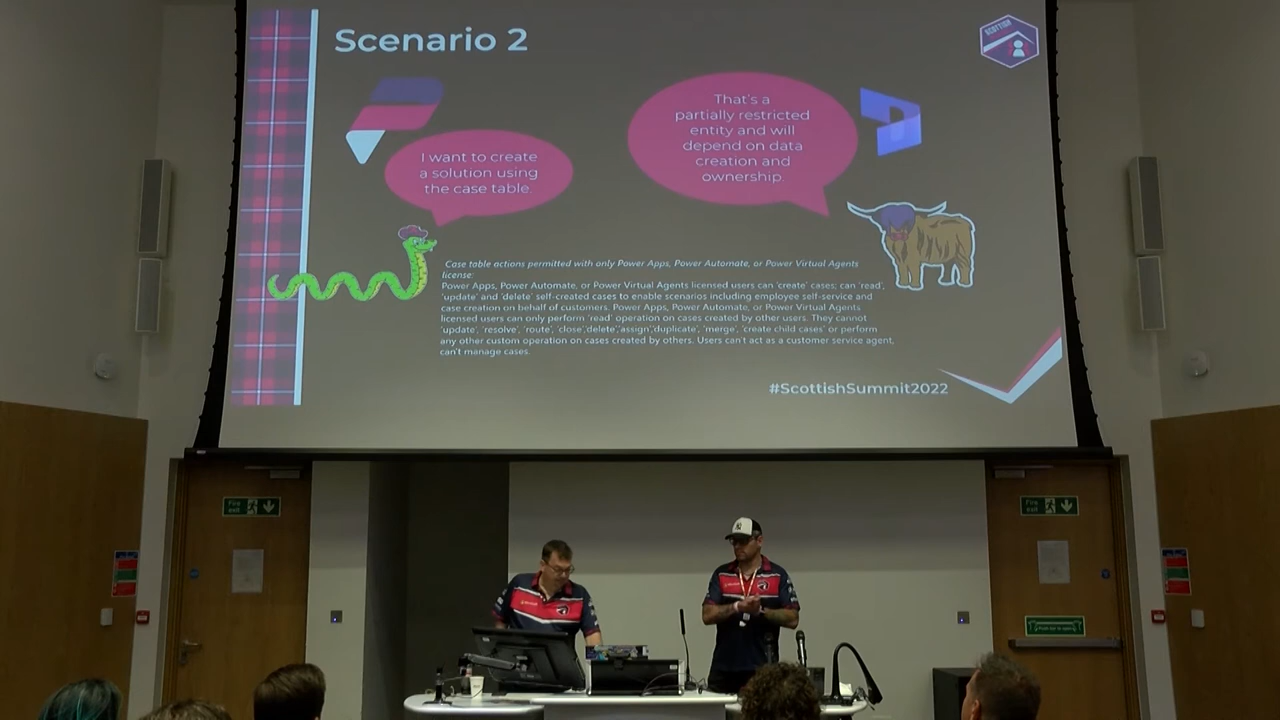 Scenario 2
SCOTTISH
I want to create
a solution using
the case table.
That's a
partially restricted
entity and will
depend on data
creation and
ownership.
Case table actions permitted with only Power Apps, Power Automate, or Power Virtual Agents
license:
Power Apps, Power Automate, or Power Virtual Agents licensed users can 'create' cases; can 'read',
'update' and 'delete' self-created cases to enable scenarios including employee self-service and
case creation on behalf of customers. Power Apps, Power Automate, or Power Virtual Agents
licensed users can only perform 'read' operation on cases created by other users. They cannot
'update', 'resolve', 'route', 'close','delete','assign','duplicate', 'merge', 'create child cases' or perform
any other custom operation on cases created by others. Users can't act as a customer service agent,
can't manage cases.
#ScottishSummit2022
Fire
exit
Fire
exit